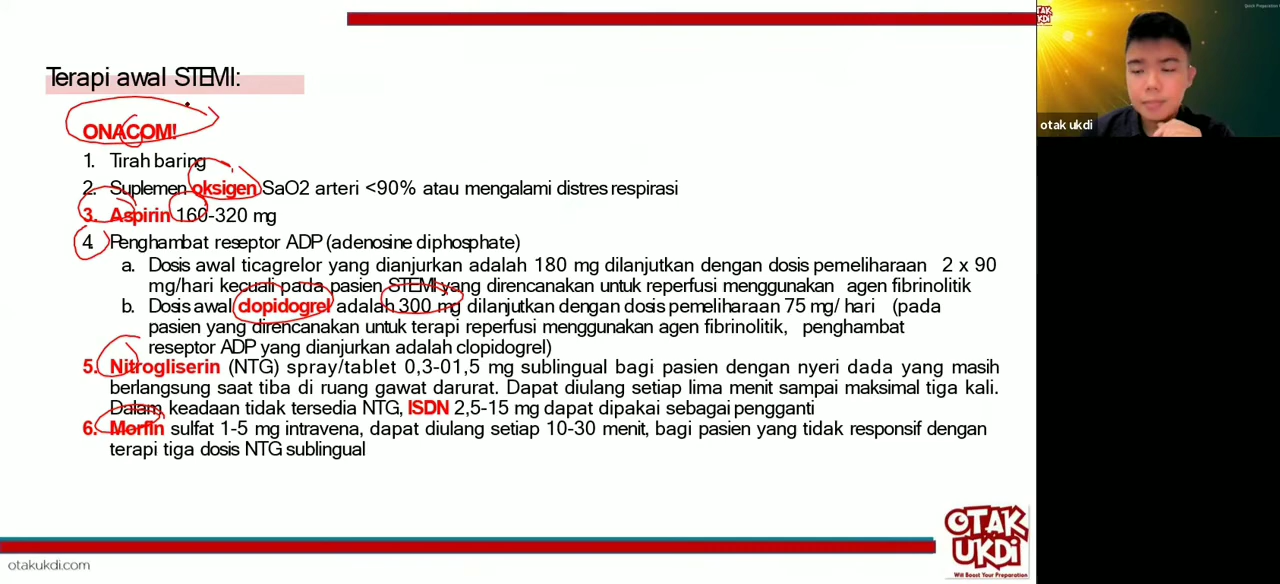 Terapi awal STEMI:
ONACOM!
1. Tirah baring
2. Suplemen oksigen SaO2 arteri <90% atau mengalami distres respirasi
3. Aspirin 160-320 mg
4. Penghambat reseptor ADP (adenosine diphosphate)
a. Dosis awal ticagrelor yang dianjurkan adalah 180 mg dilanjutkan dengan dosis pemeliharaan 2 x 90
mg/hari kecuali pada pasien STEMI yang direncanakan untuk reperfusi menggunakan agen fibrinolitik
b. Dosis awal clopidogrel adalah 300 mg dilanjutkan dengan dosis pemeliharaan 75 mg/ hari (pada
pasien yang direncanakan untuk terapi reperfusi menggunakan agen fibrinolitik, penghambat
reseptor ADP yang dianjurkan adalah clopidogrel)
5. Nitrogliserin (NTG) spray/tablet 0,3-01,5 mg sublingual bagi pasien dengan nyeri dada yang masih
berlangsung saat tiba di ruang gawat darurat. Dapat diulang setiap lima menit sampai maksimal tiga kali.
Dalam keadaan tidak tersedia NTG, ISDN 2,5-15 mg dapat dipakai sebagai pengganti
6. Morfin sulfat 1-5 mg intravena, dapat diulang setiap 10-30 menit, bagi pasien yang tidak responsif dengan
terapi tiga dosis NTG sublingual
otakukdi.com
OTAK
UKDi
Will Boost Your Preparation
OTAK
UKDi
otak ukdi